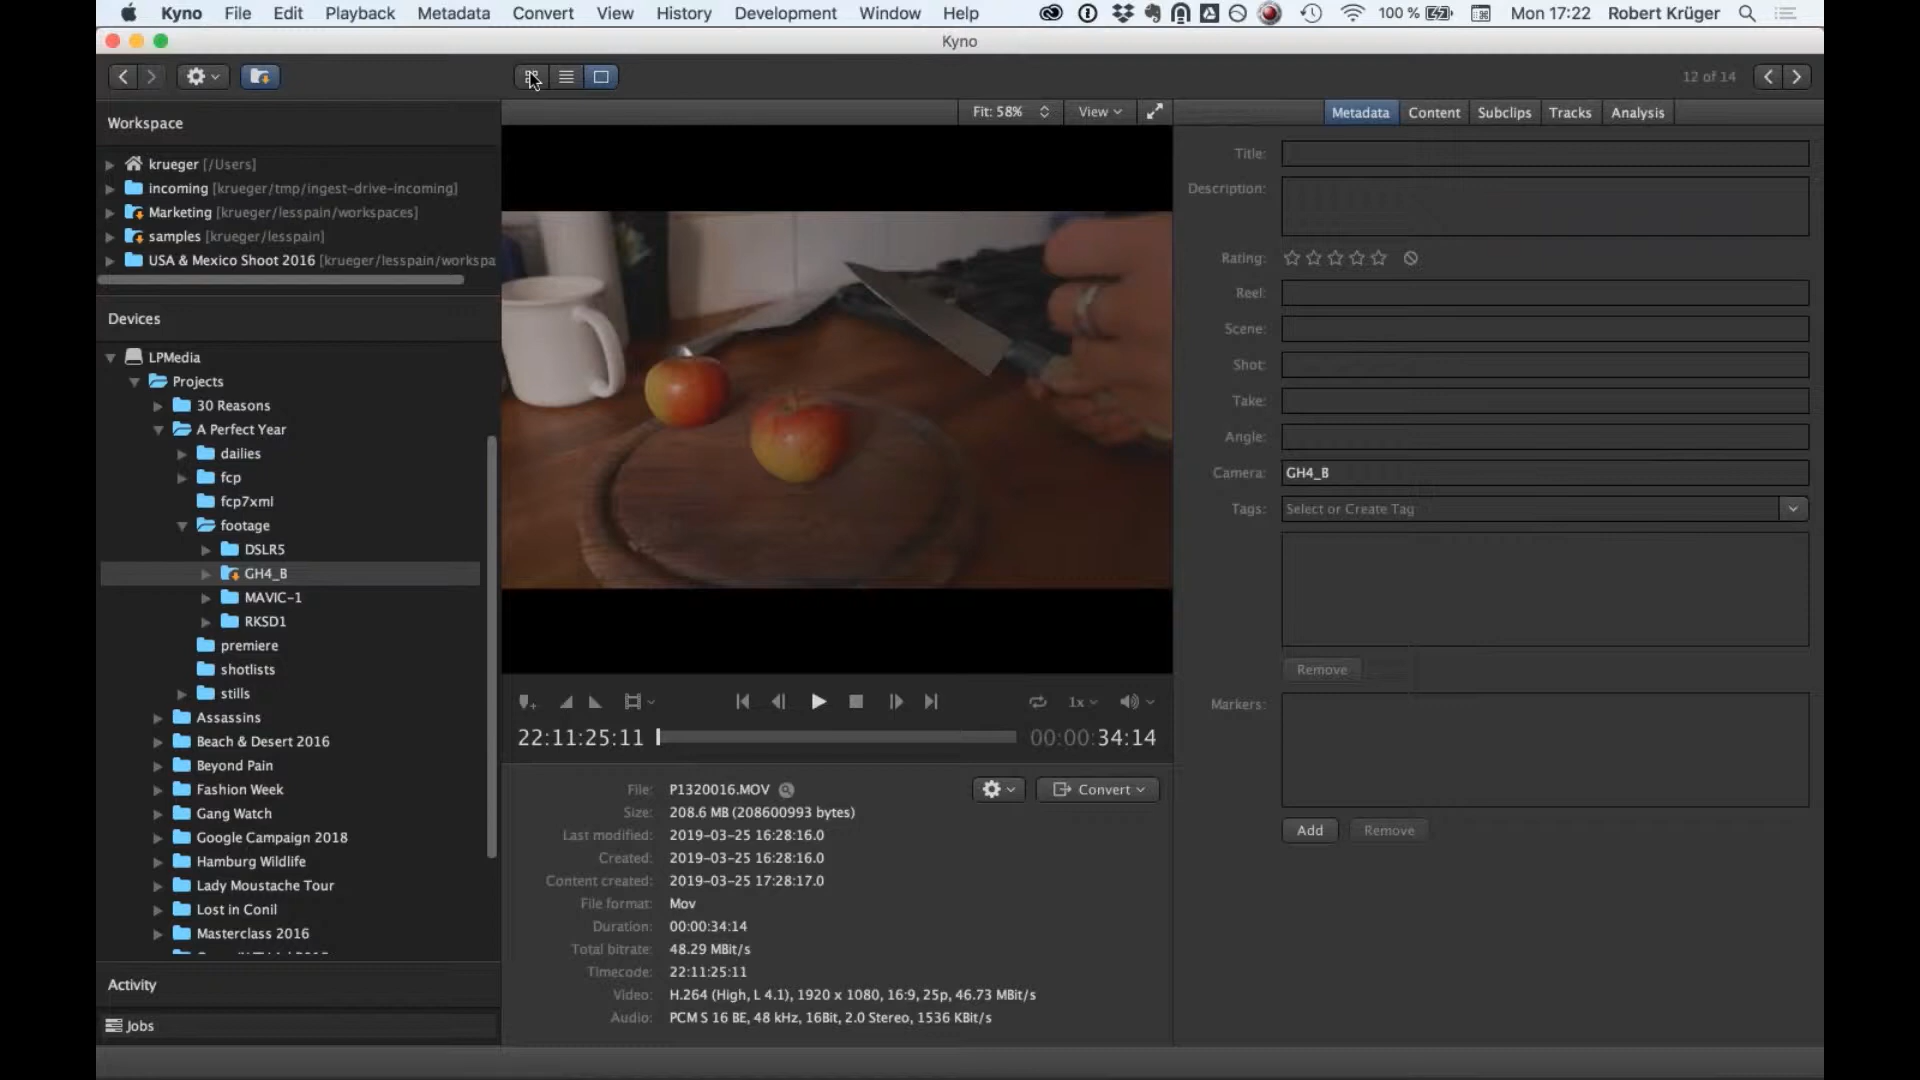 Kyno File Edit Playback Metadata Convert View History Development Window Help 100 % Mon 17:22 Robert Krüger
Kyno
12 of 14
Workspace
krueger [/Users]
incoming [krueger/tmp/ingest-drive-incoming]
Marketing [krueger/lesspain/workspaces]
samples [krueger/lesspain]
USA & Mexico Shoot 2016 [krueger/lesspain/workspa
Devices
LPMedia
Projects
30 Reasons
A Perfect Year
dailies
fcp
fcp7xml
footage
DSLR5
GH4_B
MAVIC-1
RKSD1
premiere
shotlists
stills
Assassins
Beach & Desert 2016
Beyond Pain
Fashion Week
Gang Watch
Google Campaign 2018
Hamburg Wildlife
Lady Moustache Tour
Lost in Conil
Masterclass 2016
Activity
Jobs
Fit: 58% View
1x
22:11:25:11 00:00:34:14
File: P1320016.MOV Convert
Size: 208.6 MB (208600993 bytes)
Last modified: 2019-03-25 16:28:16.0
Created: 2019-03-25 16:28:16.0
Content created: 2019-03-25 17:28:17.0
File format: Mov
Duration: 00:00:34:14
Total bitrate: 48.29 MBit/s
Timecode: 22:11:25:11
Video: H.264 (High, L 4.1), 1920 x 1080, 16:9, 25p, 46.73 MBit/s
Audio: PCM S 16 BE, 48 kHz, 16Bit, 2.0 Stereo, 1536 KBit/s
Metadata Content Subclips Tracks Analysis
Title:
Description:
Rating:
Reel:
Scene:
Shot:
Take:
Angle:
Camera: GH4_B
Tags: Select or Create Tag
Remove
Markers:
Add Remove